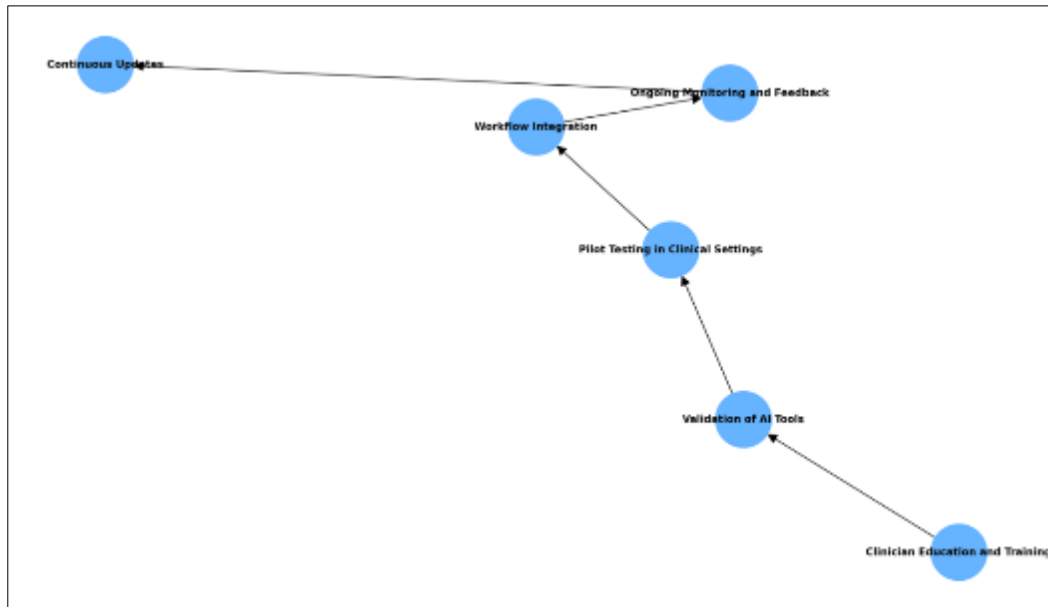 Continuous Updates
Ongoing Monitoring and Feedback
Workflow Integration
Pilot Testing in Clinical Settings
Validation of AI Tools
Clinician Education and Training